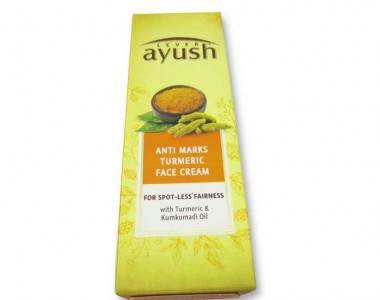 LEVER
ayush
ANTI MARKS
TURMERIC
FACE CREAM
FOR SPOT-LESS* FAIRNESS
with Turmeric &
Kumkumadi Oil